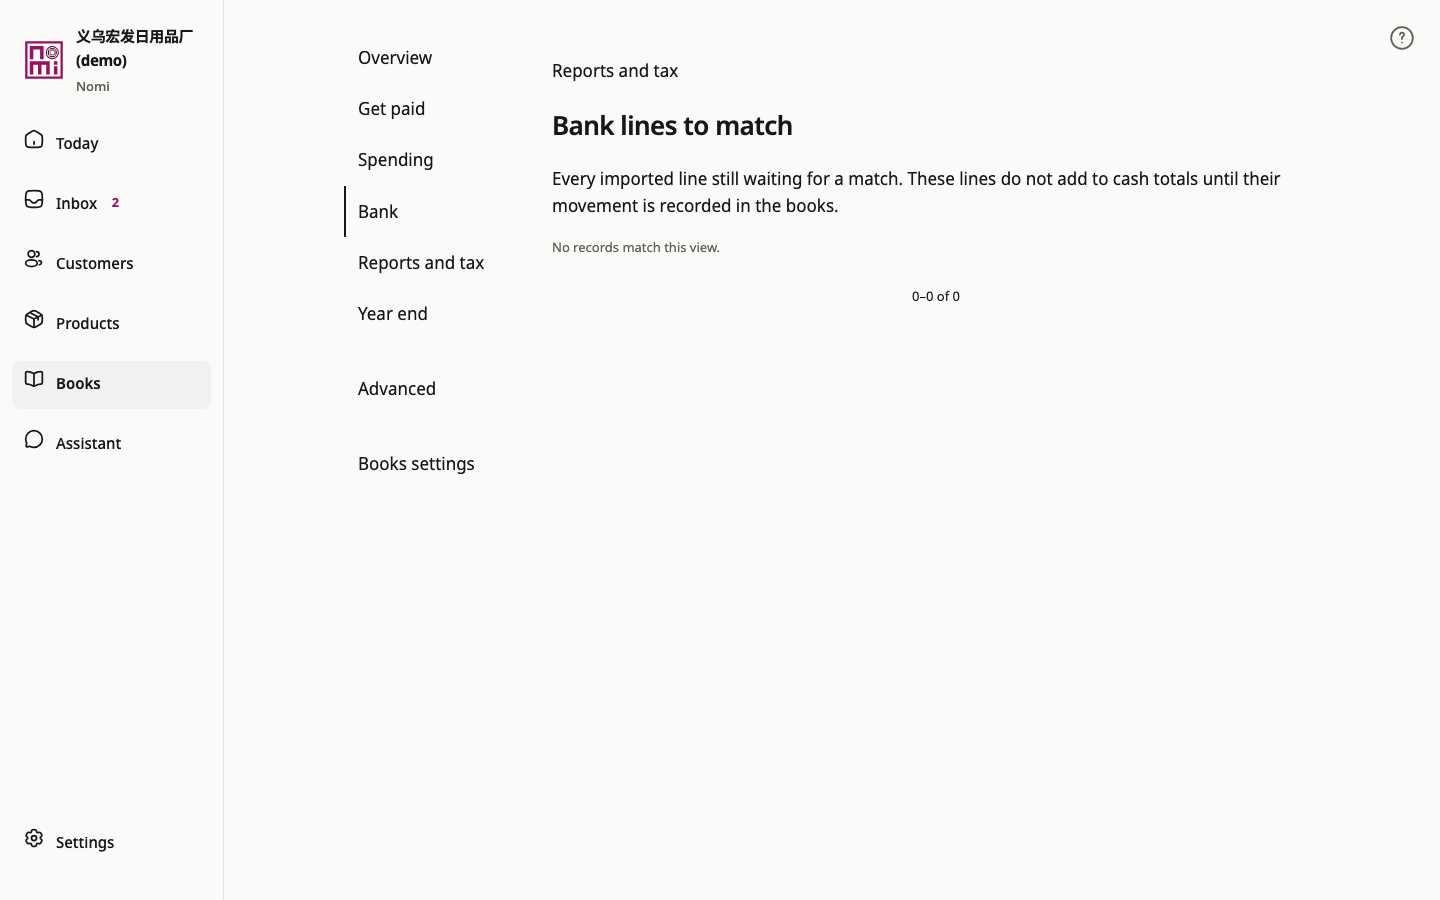 义乌宏发日用品厂
(demo)
Nomi
Today
Inbox 2
Customers
Products
Books
Assistant
Settings
Overview
Get paid
Spending
Bank
Reports and tax
Year end
Advanced
Books settings
Reports and tax
Bank lines to match
Every imported line still waiting for a match. These lines do not add to cash totals until their
movement is recorded in the books.
No records match this view.
0–0 of 0